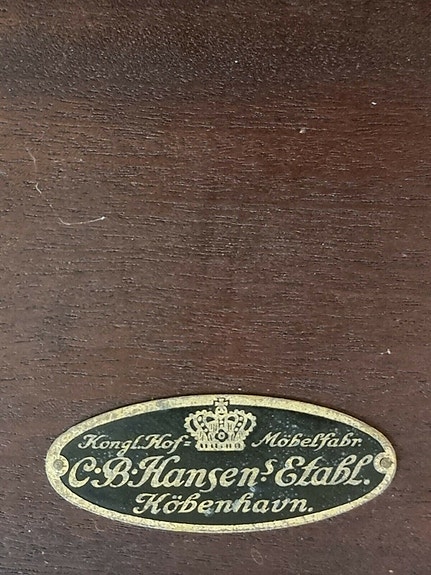 Kongl. Hof= Möbelfabr.
C.B. Hansen.s Etabl.
Köbenhavn.